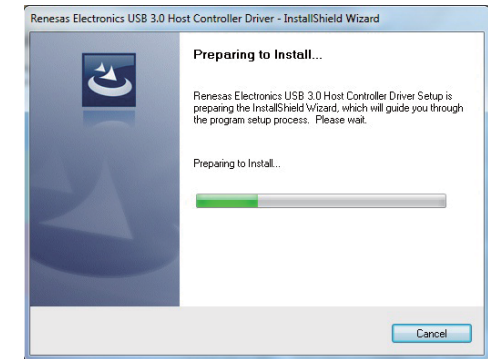 Renesas Electronics USB 3.0 Host Controller Driver - InstallShield Wizard
Preparing to Install...
Renesas Electronics USB 3.0 Host Controller Driver Setup is
preparing the InstallShield Wizard, which will guide you through
the program setup process. Please wait.
Preparing to Install...
Cancel